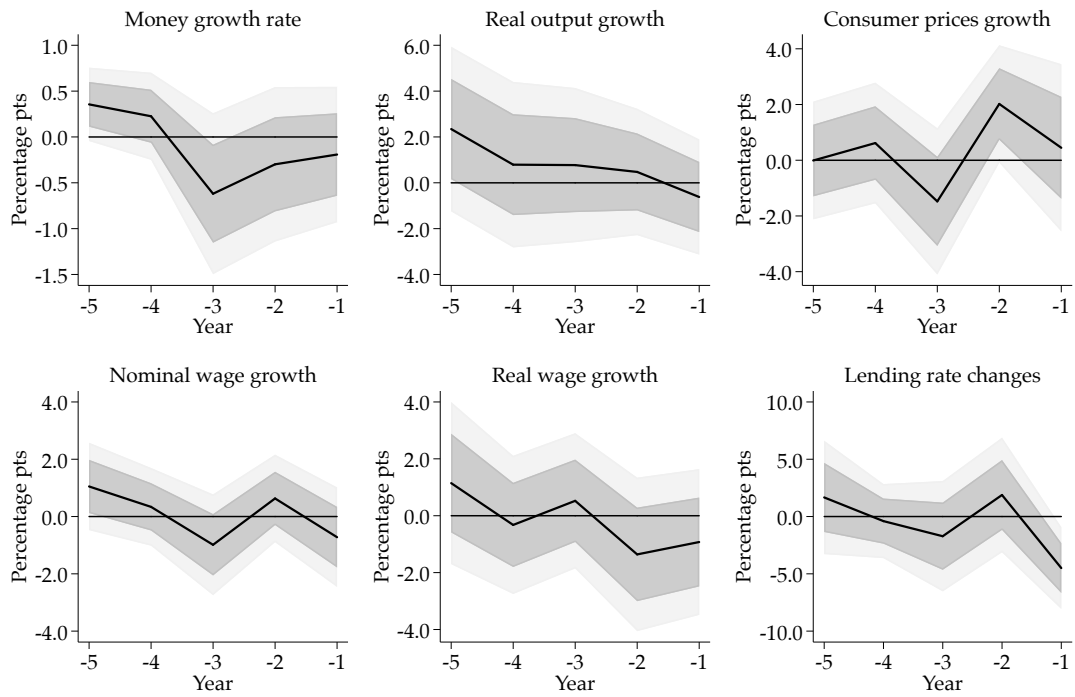 Money growth rate
Percentage pts
1.0
0.5
0.0
-0.5
-1.0
-1.5
-5 -4 -3 -2 -1
Year
Real output growth
Percentage pts
6.0
4.0
2.0
0.0
-2.0
-4.0
-5 -4 -3 -2 -1
Year
Consumer prices growth
Percentage pts
4.0
2.0
0.0
-2.0
-4.0
-5 -4 -3 -2 -1
Year
Nominal wage growth
Percentage pts
4.0
2.0
0.0
-2.0
-4.0
-5 -4 -3 -2 -1
Year
Real wage growth
Percentage pts
4.0
2.0
0.0
-2.0
-4.0
-5 -4 -3 -2 -1
Year
Lending rate changes
Percentage pts
10.0
5.0
0.0
-5.0
-10.0
-5 -4 -3 -2 -1
Year